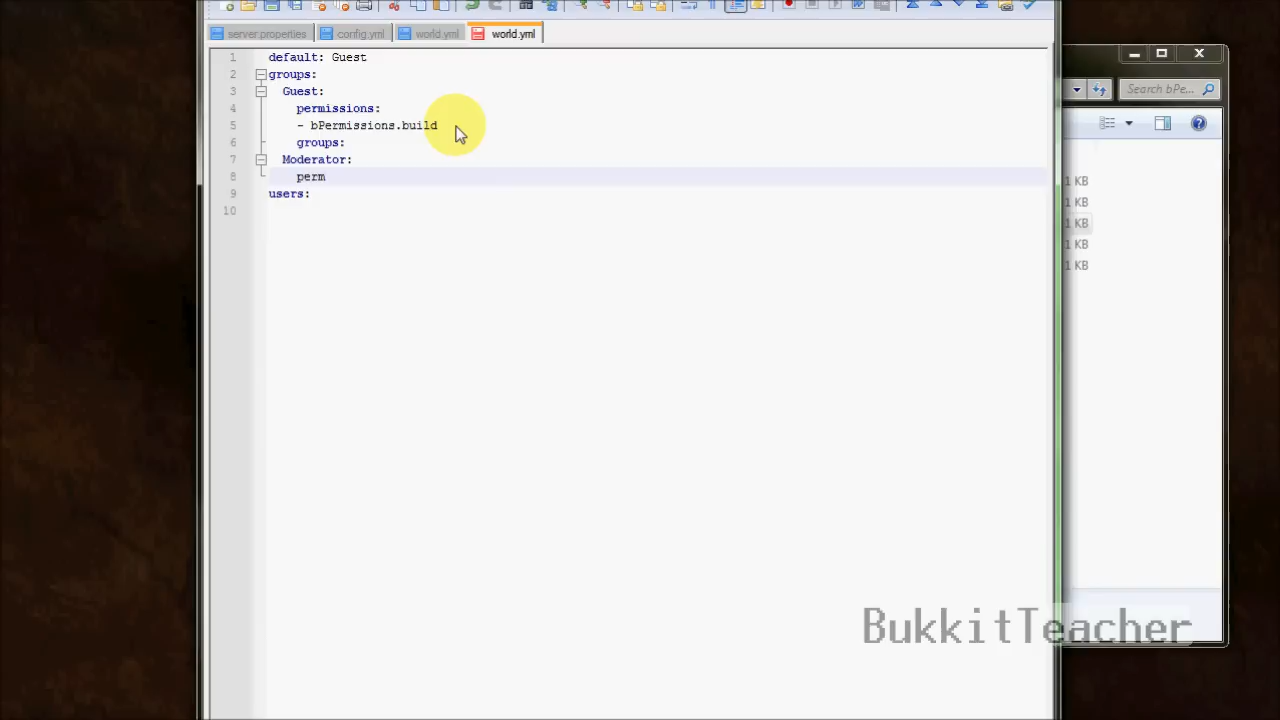 server.properties
config.yml
world.yml
world.yml
Search bPe...
1 default: Guest
2 groups:
3 Guest:
4 permissions:
5 - bPermissions.build
6 groups:
7 Moderator:
8 perm
9 users:
10
1 KB
1 KB
1 KB
1 KB
1 KB
BukkitTeacher